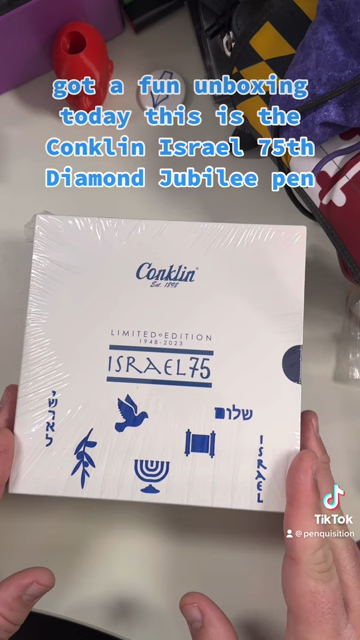 got a fun unboxing
today this is the
Conklin Israel 75th
Diamond Jubilee pen
Conklin®
Est. 1898
LIMITED EDITION
1948-2023
ISRAEL75
ישראל
שלום
ISRAEL
TikTok
@penquisition